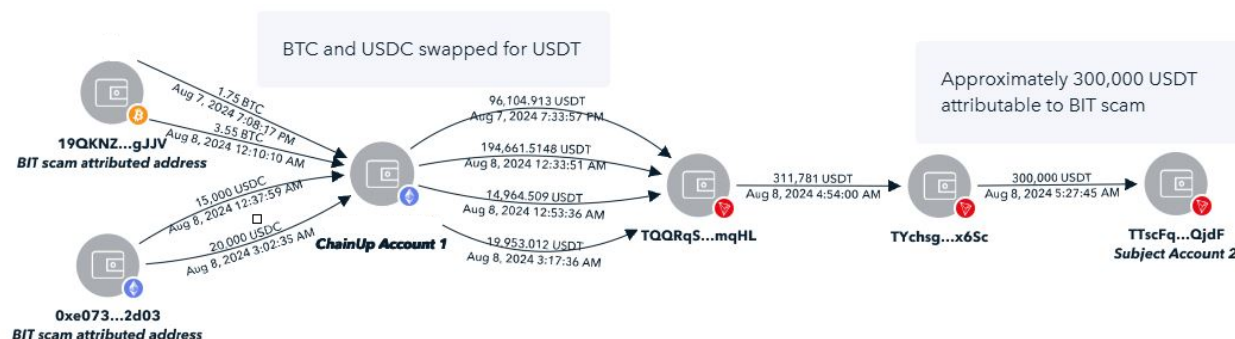 BTC and USDC swapped for USDT
Approximately 300,000 USDT
attributable to BIT scam
1.75 BTC
Aug 7, 2024 7:08:17 PM
3.55 BTC
Aug 8, 2024 12:10:10 AM
19QKNZ...gJJV
BIT scam attributed address
15,000 USDC
Aug 8, 2024 12:37:59 AM
20,000 USDC
Aug 8, 2024 3:02:35 AM
0xe073...2d03
BIT scam attributed address
ChainUp Account 1
96,104.913 USDT
Aug 7, 2024 7:33:57 PM
194,661.5148 USDT
Aug 8, 2024 12:33:51 AM
14,964.509 USDT
Aug 8, 2024 12:53:36 AM
19,953.012 USDT
Aug 8, 2024 3:17:36 AM
TQQRqS...mqHL
311,781 USDT
Aug 8, 2024 4:54:00 AM
TYchsg...x6Sc
300,000 USDT
Aug 8, 2024 5:27:45 AM
TTscFq...QjdF
Subject Account 2